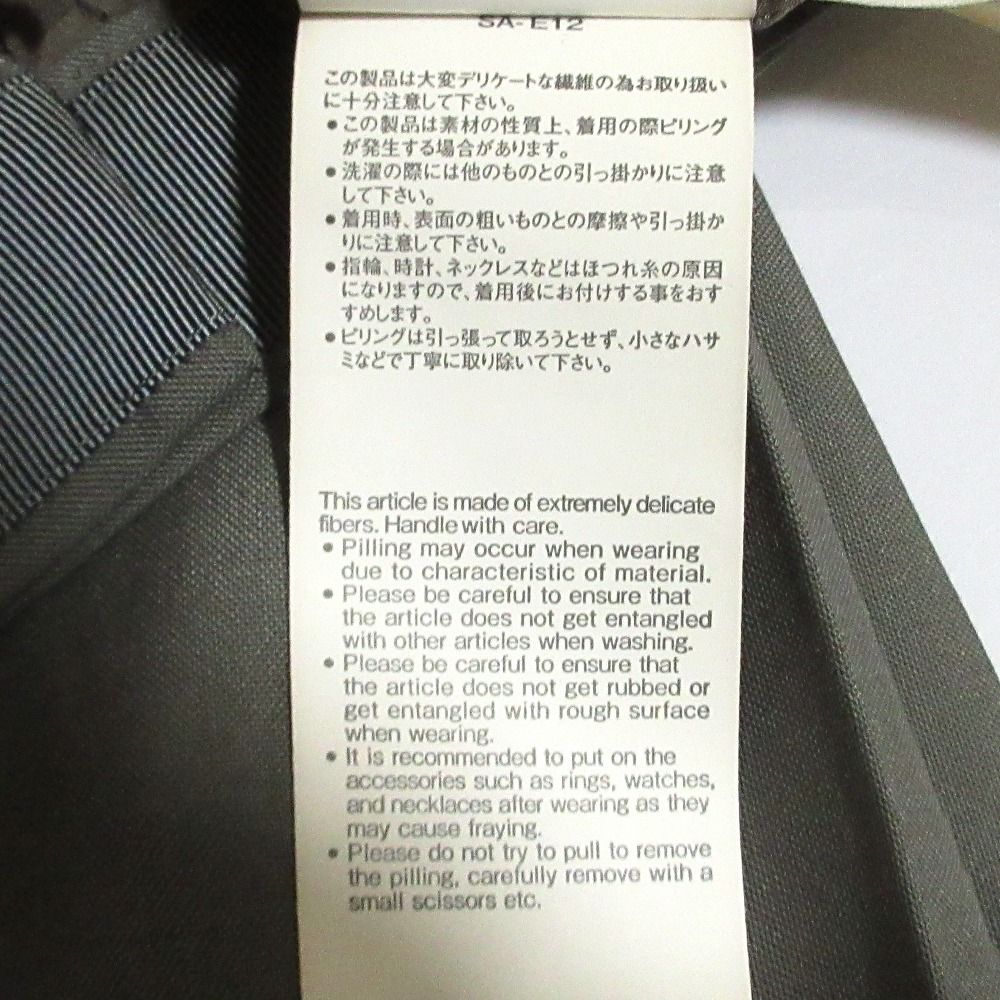 SA-E12
この製品は大変デリケートな繊維の為お取り扱い
に十分注意して下さい。
●この製品は素材の性質上、着用の際ピリング
が発生する場合があります。
●洗濯の際には他のものとの引っ掛かりに注意
して下さい。
●着用時、表面の粗いものとの摩擦や引っ掛か
りに注意して下さい。
●指輪、時計、ネックレスなどはほつれ糸の原因
になりますので、着用後にお付けする事をおす
すめします。
●ピリングは引っ張って取ろうとせず、小さなハサ
ミなどで丁寧に取り除いて下さい。
This article is made of extremely delicate
fibers. Handle with care.
● Pilling may occur when wearing
due to characteristic of material.
● Please be careful to ensure that
the article does not get entangled
with other articles when washing.
● Please be careful to ensure that
the article does not get rubbed or
get entangled with rough surface
when wearing.
● It is recommended to put on the
accessories such as rings, watches,
and necklaces after wearing as they
may cause fraying.
● Please do not try to pull to remove
the pilling, carefully remove with a
small scissors etc.